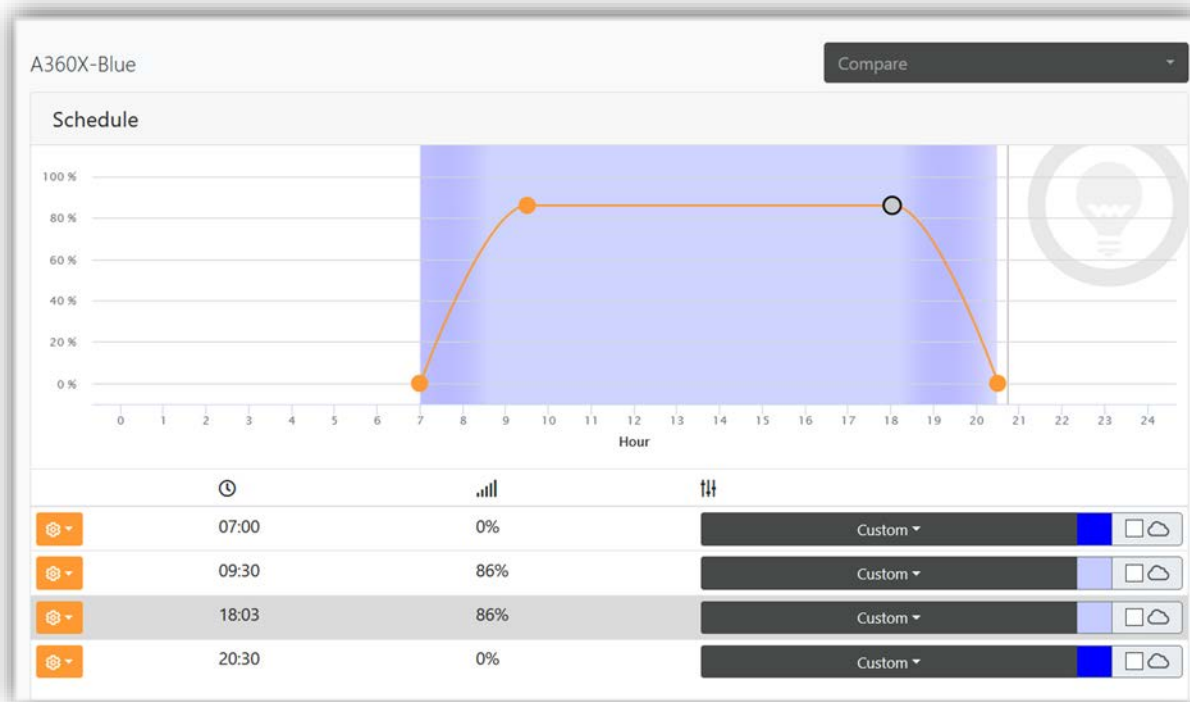 A360X-Blue
Compare
Schedule
100 %
80 %
60 %
40 %
20 %
0 %
0 1 2 3 4 5 6 7 8 9 10 11 12 13 14 15 16 17 18 19 20 21 22 23 24
Hour
07:00 0% Custom
09:30 86% Custom
18:03 86% Custom
20:30 0% Custom